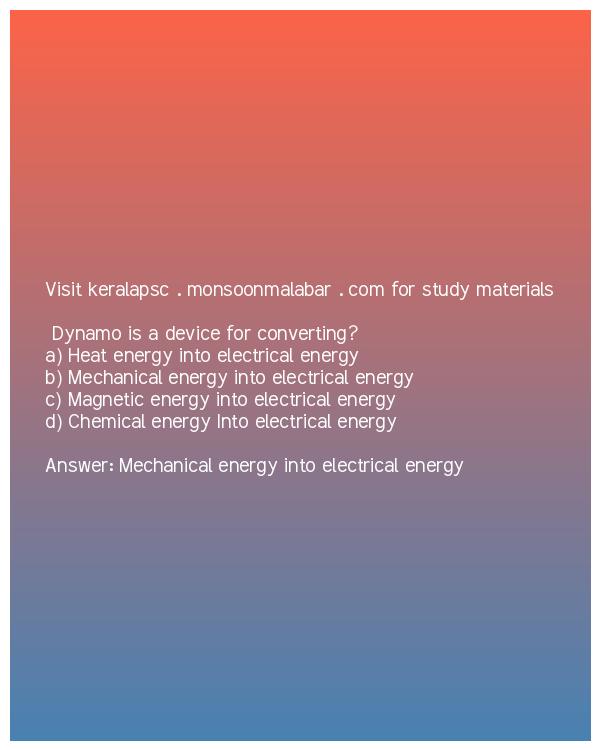 Visit keralapsc . monsoonmalabar . com for study materials
Dynamo is a device for converting?
a) Heat energy into electrical energy
b) Mechanical energy into electrical energy
c) Magnetic energy into electrical energy
d) Chemical energy Into electrical energy
Answer: Mechanical energy into electrical energy